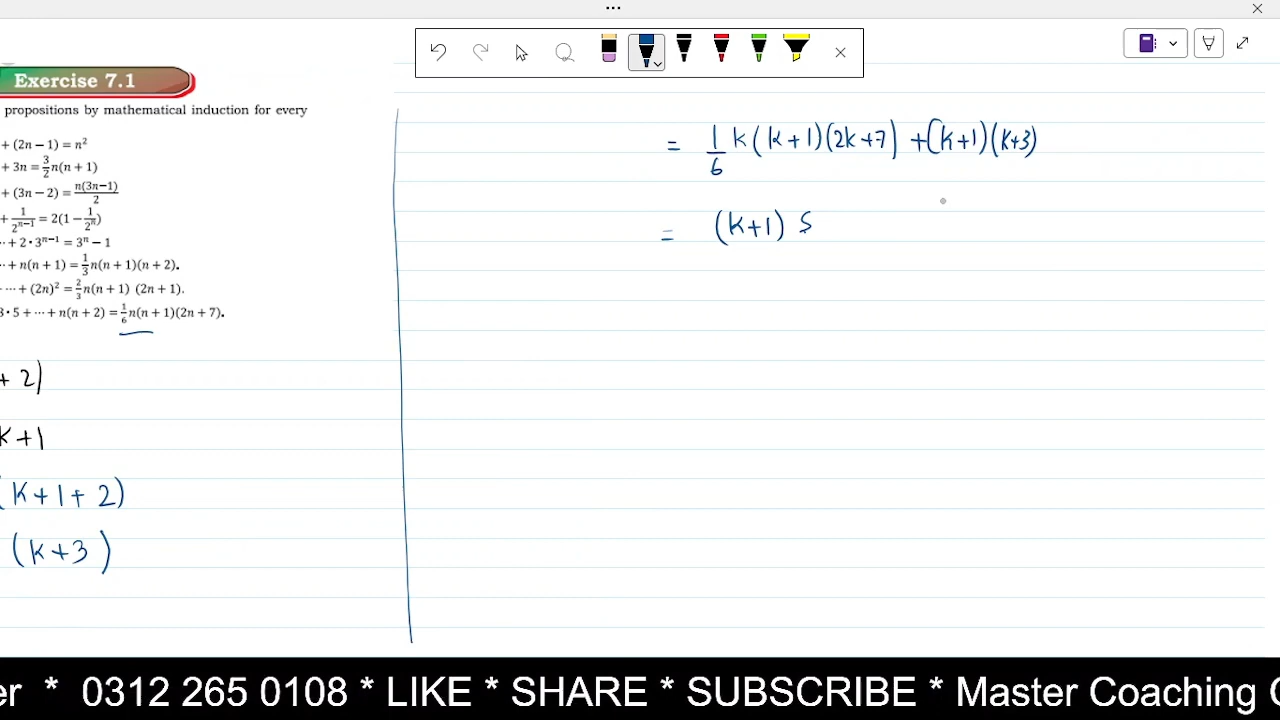 Exercise 7.1
propositions by mathematical induction for every
+ (2n − 1) = n²
+ 3n = 3/2 n(n + 1)
+ (3n − 2) = n(3n−1)/2
+ 1/2ⁿ⁻¹ = 2(1 − 1/2ⁿ)
·· + 2 · 3ⁿ⁻¹ = 3ⁿ − 1
·· + n(n + 1) = 1/3 n(n + 1)(n + 2).
··· + (2n)² = 2/3 n(n + 1) (2n + 1).
3 · 5 + ··· + n(n + 2) = 1/6 n(n + 1)(2n + 7).
+ 2)
K + 1
(K + 1 + 2)
(K + 3)
= 1/6 K(K+1)(2K+7) + (K+1)(K+3)
= (K+1)
er * 0312 265 0108 * LIKE * SHARE * SUBSCRIBE * Master Coaching C